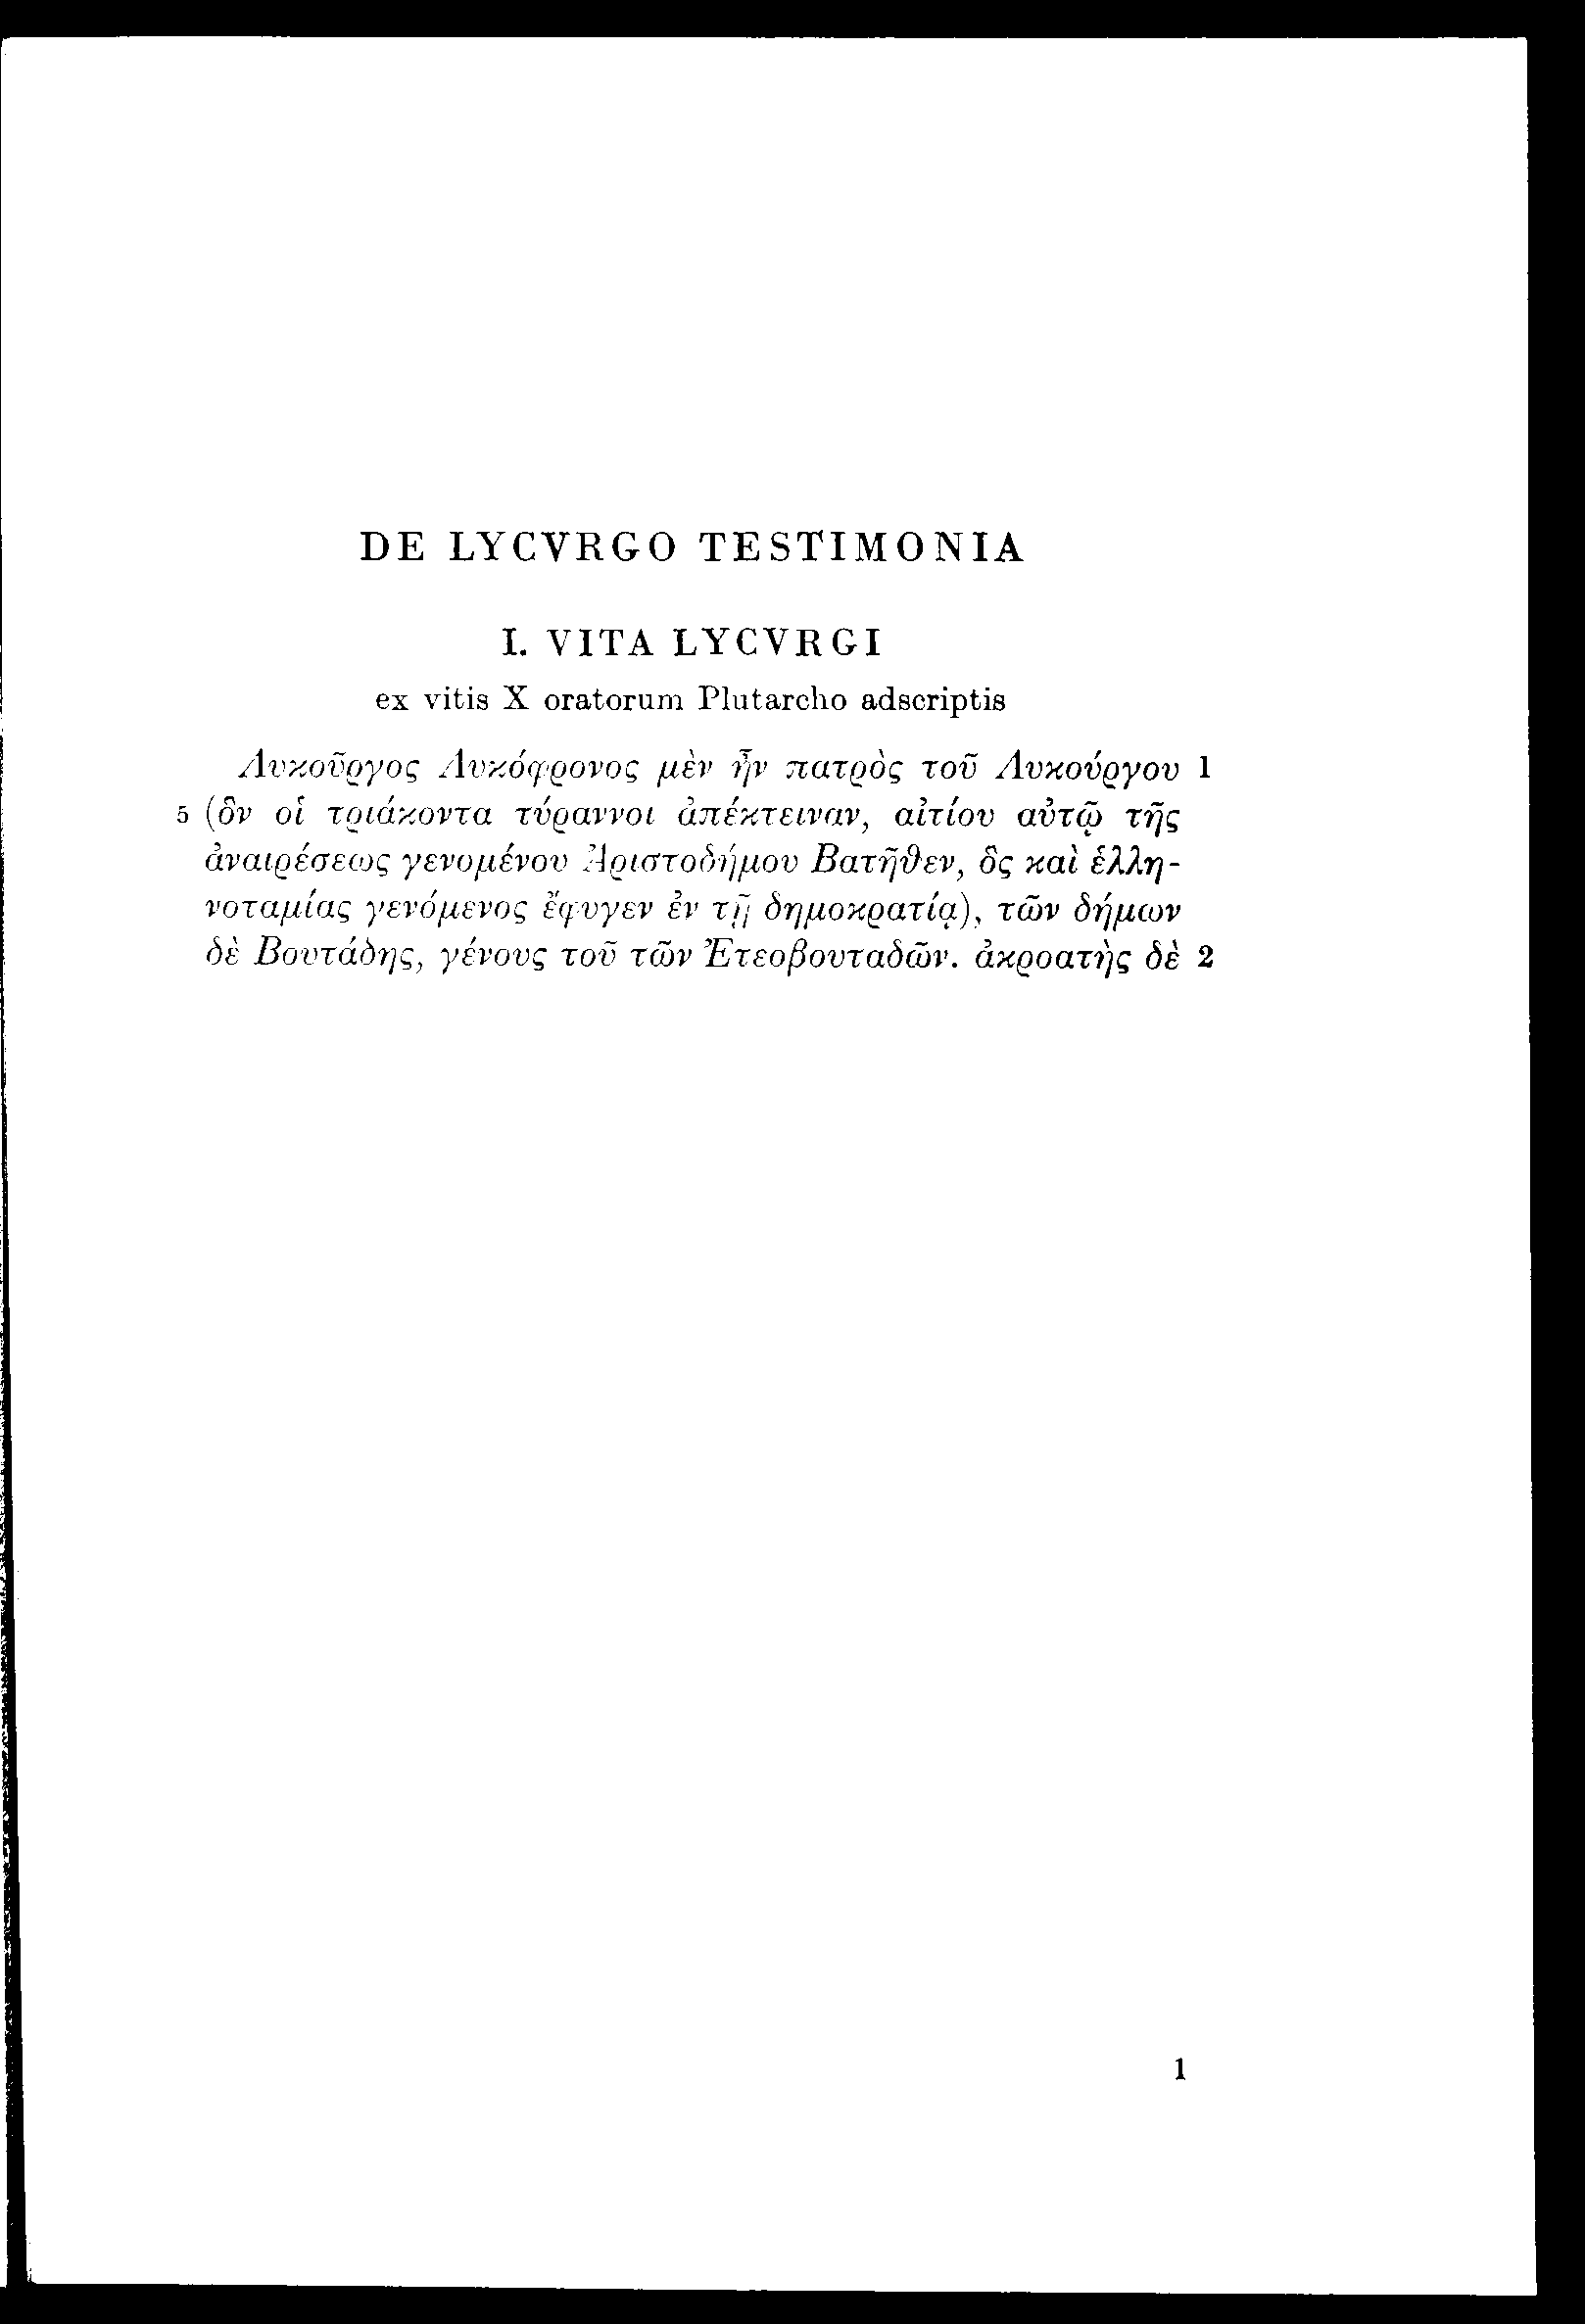 DE LYCVRGO TESTIMONIA
I. VITA LYCVRGI
ex vitis X oratorum Plutarcho adscriptis
Λυκοῦργος Λυκόφρονος μὲν ἦν πατρὸς τοῦ Λυκούργου 1
5 (ὃν οἱ τριάκοντα τύραννοι ἀπέκτειναν, αἰτίου αὐτῷ τῆς
ἀναιρέσεως γενομένου Ἀριστοδήμου Βατῆθεν, ὃς καὶ ἑλλη-
νοταμίας γενόμενος ἔφυγεν ἐν τῇ δημοκρατίᾳ), τῶν δήμων
δὲ Βουτάδης, γένους τοῦ τῶν Ἐτεοβουταδῶν. ἀκροατὴς δὲ 2
1